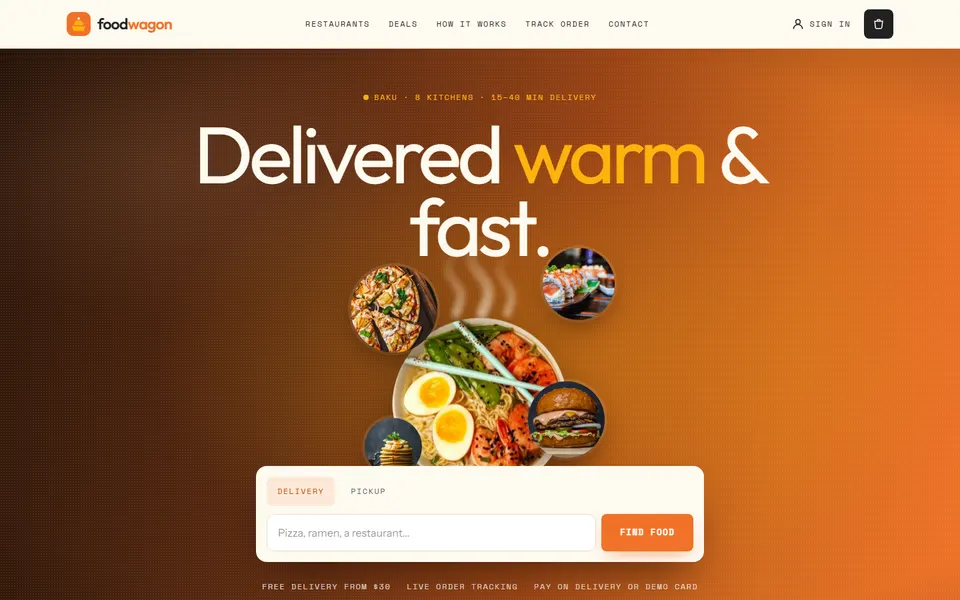 foodwagon
RESTAURANTS DEALS HOW IT WORKS TRACK ORDER CONTACT
SIGN IN
BAKU · 8 KITCHENS · 15–40 MIN DELIVERY
Delivered warm &
fast.
DELIVERY PICKUP
Pizza, ramen, a restaurant...
FIND FOOD
FREE DELIVERY FROM $30 LIVE ORDER TRACKING PAY ON DELIVERY OR DEMO CARD